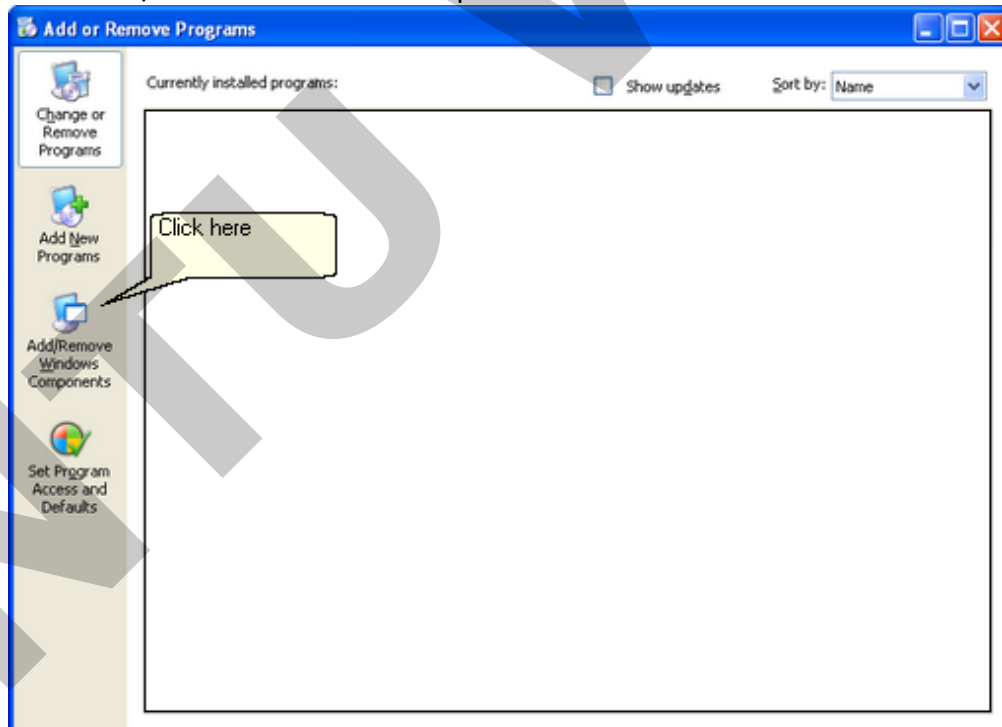 Add or Remove Programs
Change or
Remove
Programs
Currently installed programs:
Show updates
Sort by: Name
Add New
Programs
Click here
Add/Remove
Windows
Components
Set Program
Access and
Defaults